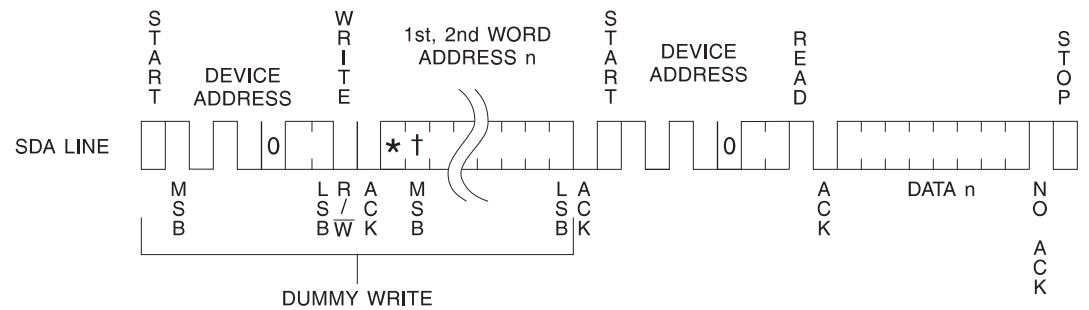 START
WRITE
1st, 2nd WORD
ADDRESS n
START
DEVICE
ADDRESS
READ
STOP
DEVICE
ADDRESS
SDA LINE
0
* †
0
MSB
LSB
R/W̅
ACK
MSB
LSB
ACK
ACK
DATA n
NO ACK
DUMMY WRITE